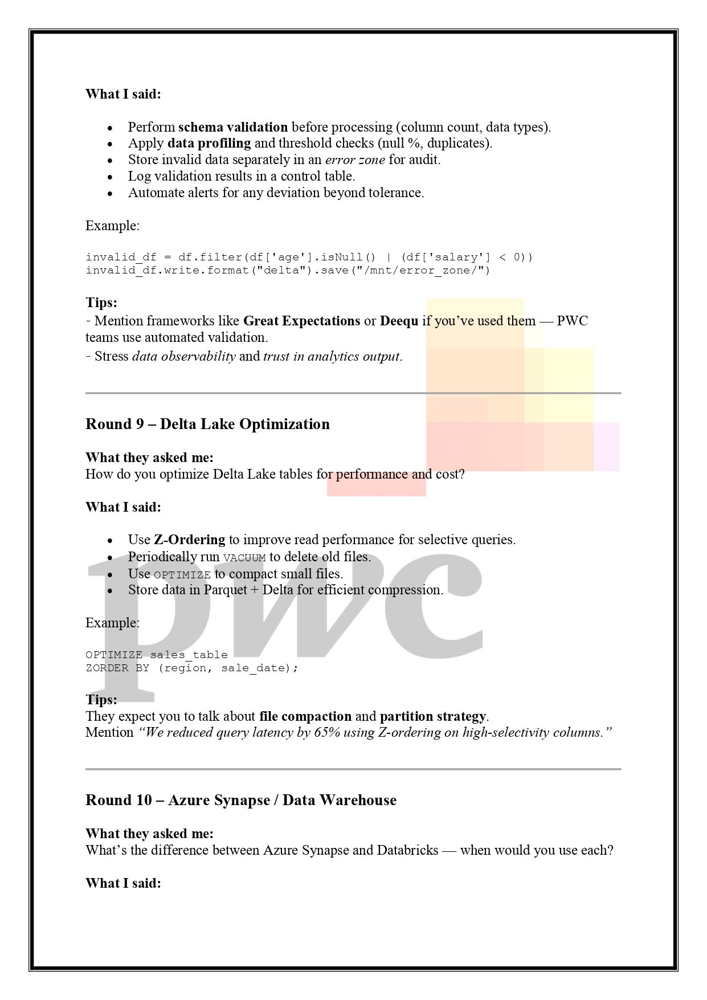 What I said:
• Perform schema validation before processing (column count, data types).
• Apply data profiling and threshold checks (null %, duplicates).
• Store invalid data separately in an error zone for audit.
• Log validation results in a control table.
• Automate alerts for any deviation beyond tolerance.
Example:
invalid_df = df.filter(df['age'].isNull() | (df['salary'] < 0))
invalid_df.write.format("delta").save("/mnt/error_zone/")
Tips:
- Mention frameworks like Great Expectations or Deequ if you’ve used them — PWC
teams use automated validation.
- Stress data observability and trust in analytics output.
Round 9 – Delta Lake Optimization
What they asked me:
How do you optimize Delta Lake tables for performance and cost?
What I said:
• Use Z-Ordering to improve read performance for selective queries.
• Periodically run VACUUM to delete old files.
• Use OPTIMIZE to compact small files.
• Store data in Parquet + Delta for efficient compression.
pwc
Example:
OPTIMIZE sales_table
ZORDER BY (region, sale_date);
Tips:
They expect you to talk about file compaction and partition strategy.
Mention “We reduced query latency by 65% using Z-ordering on high-selectivity columns.”
Round 10 – Azure Synapse / Data Warehouse
What they asked me:
What’s the difference between Azure Synapse and Databricks — when would you use each?
What I said: